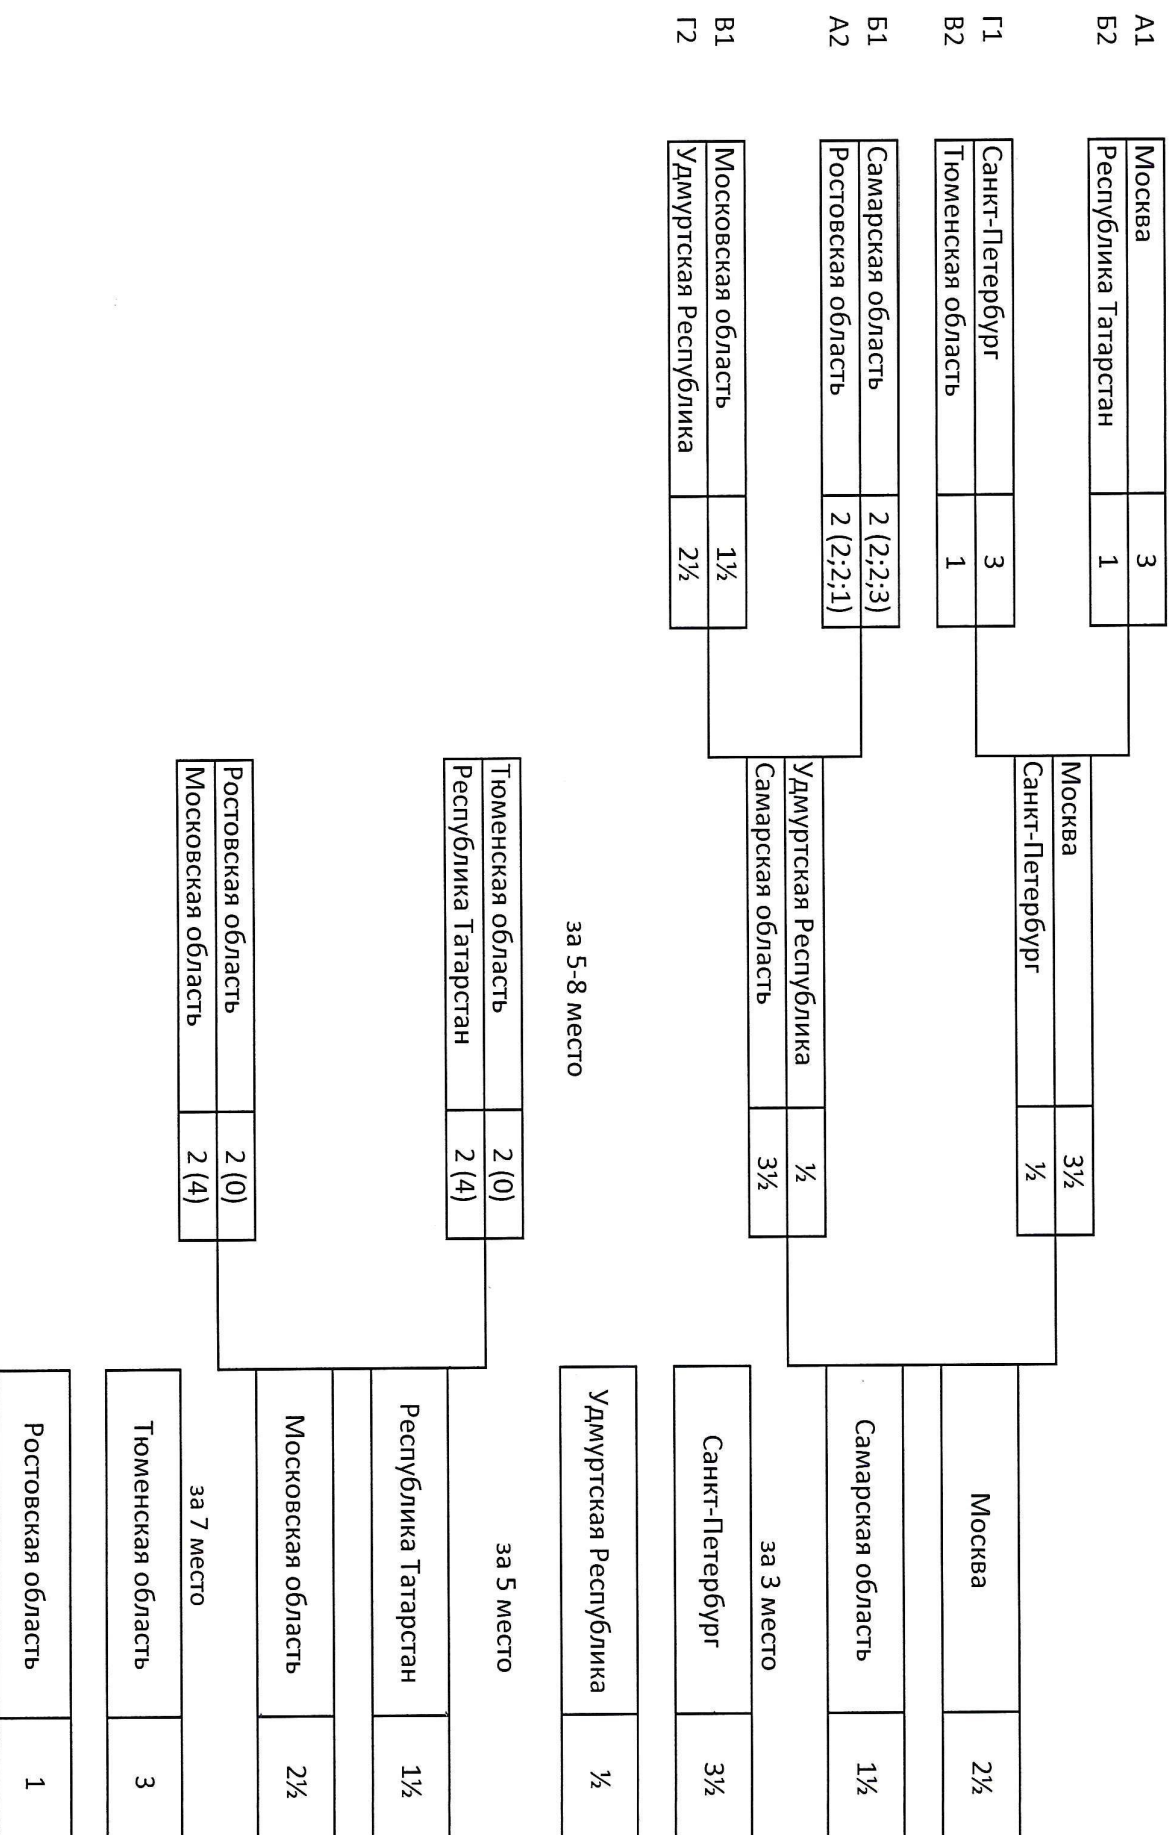 А1 Москва 3
Б2 Республика Татарстан 1
Г1 Санкт-Петербург 3
В2 Тюменская область 1
Б1 Самарская область 2 (2;2;3)
А2 Ростовская область 2 (2;2;1)
В1 Московская область 1½
Г2 Удмуртская Республика 2½
Москва 3½
Санкт-Петербург ½
Удмуртская Республика ½
Самарская область 3½
за 5-8 место
Тюменская область 2 (0)
Республика Татарстан 2 (4)
Ростовская область 2 (0)
Московская область 2 (4)
Москва 2½
Самарская область 1½
за 3 место
Санкт-Петербург 3½
Удмуртская Республика ½
за 5 место
Республика Татарстан 1½
Московская область 2½
за 7 место
Тюменская область 3
Ростовская область 1